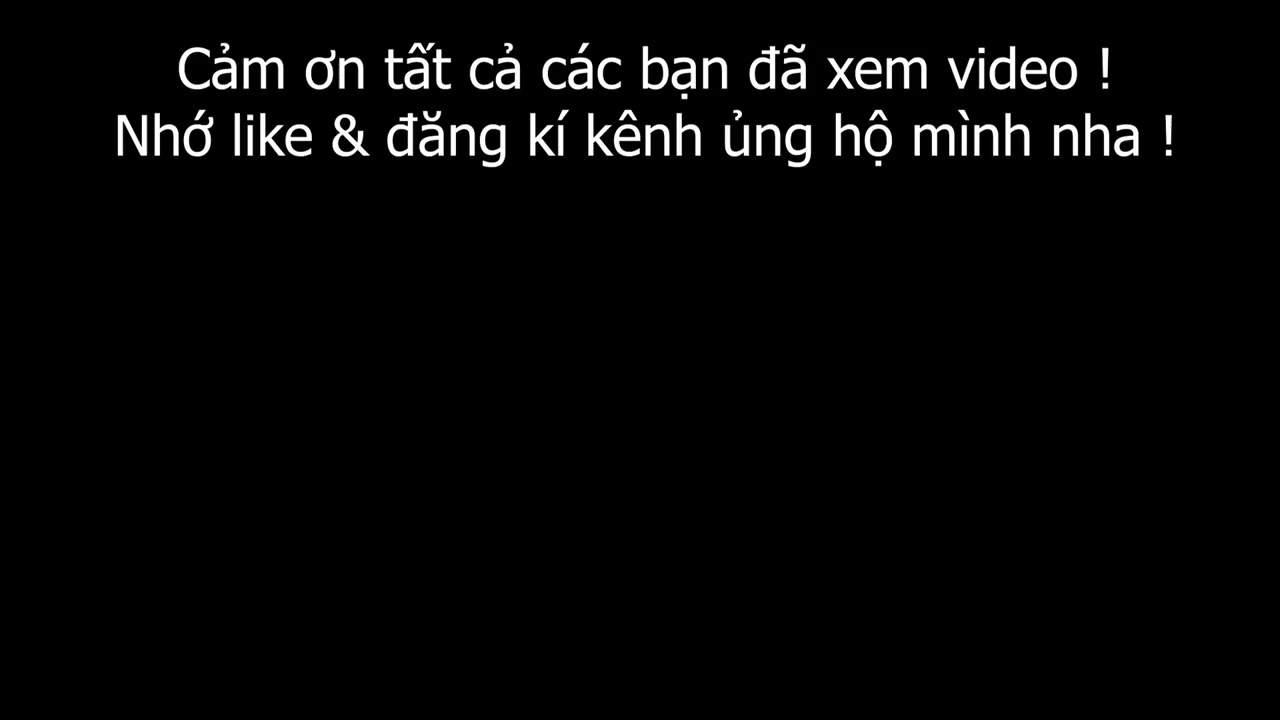 Cảm ơn tất cả các bạn đã xem video !
Nhớ like & đăng kí kênh ủng hộ mình nha !